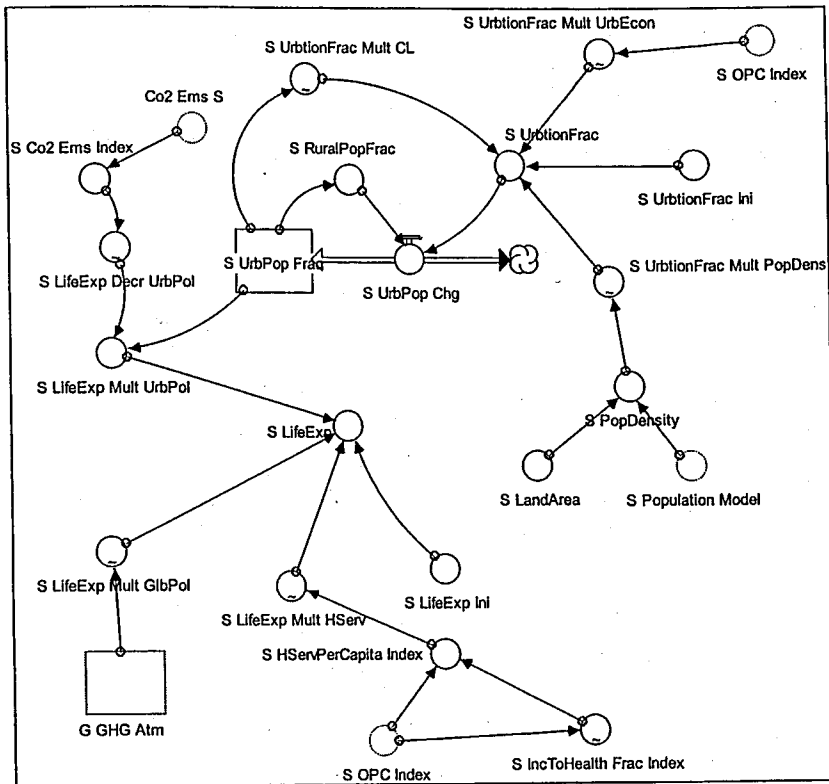 S UrbtionFrac Mult UrbEcon
S UrbtionFrac Mult CL
S OPC Index
Co2 Ems S
S UrbtionFrac
S Co2 Ems Index
S RuralPopFrac
S UrbtionFrac Ini
S UrbPop Frac
S UrbtionFrac Mult PopDens
S LifeExp Decr UrbPol
S UrbPop Chg
S LifeExp Mult UrbPol
S PopDensity
S LifeExp
S LandArea
S Population Model
S LifeExp Mult GlbPol
S LifeExp Ini
S LifeExp Mult HServ
S HServPerCapita Index
G GHG Atm
S OPC Index
S IncToHealth Frac Index